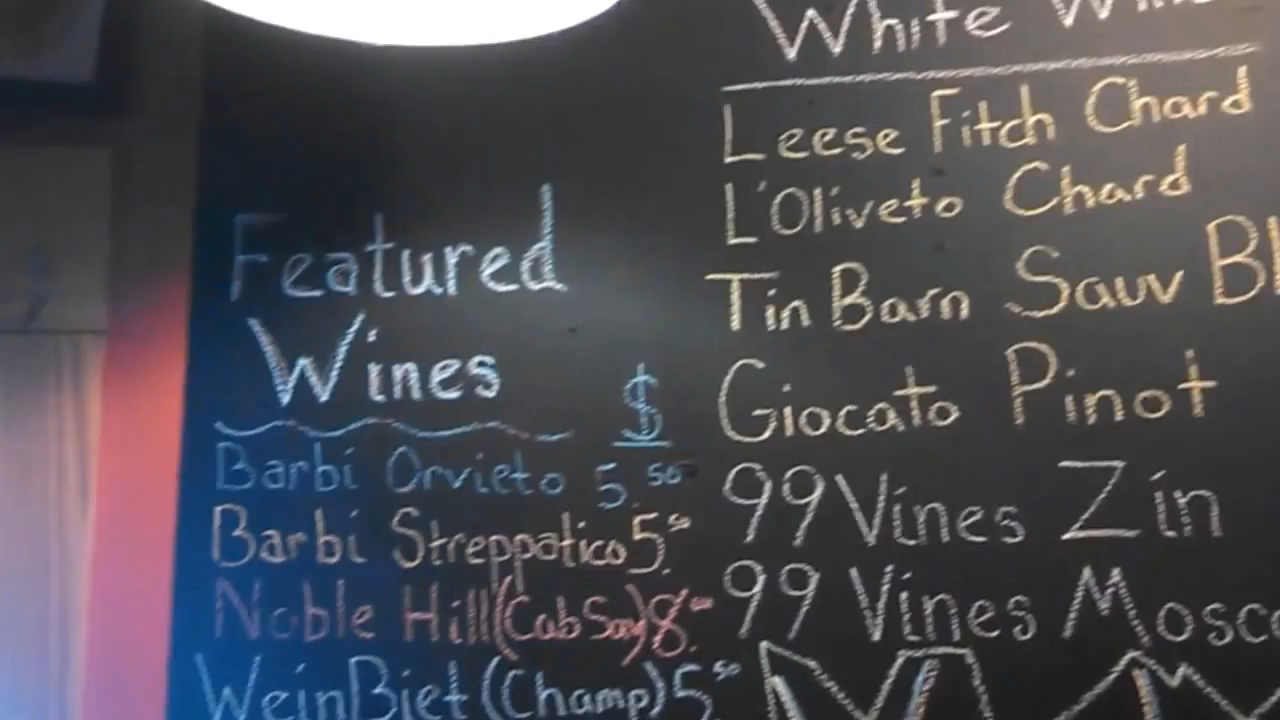 Featured
Wines
$
Barbi Orvieto 5.50
Barbi Streppatico 5.50
Noble Hill (Cab Sav) 8.00
WeinBiet (Champ) 5.50
White
Leese Fitch Chard
L'Oliveto Chard
Tin Barn Sauv Bl
Giocato Pinot
99 Vines Zin
99 Vines Mosc